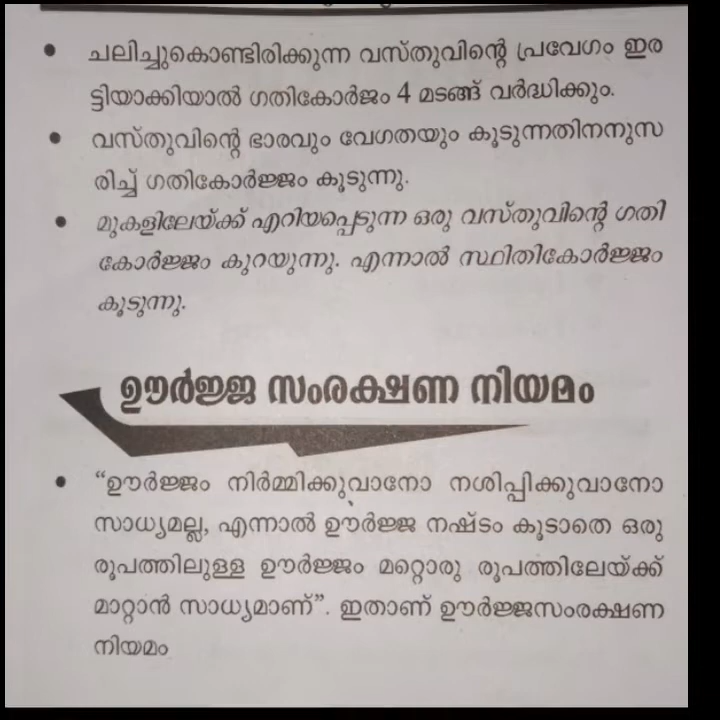 • ചലിച്ചുകൊണ്ടിരിക്കുന്ന വസ്തുവിന്റെ പ്രവേഗം ഇര
ട്ടിയാക്കിയാൽ ഗതികോർജം 4 മടങ്ങ് വർദ്ധിക്കും.
• വസ്തുവിന്റെ ഭാരവും വേഗതയും കൂടുന്നതിനനുസ
രിച്ച് ഗതികോർജ്ജം കൂടുന്നു.
• മുകളിലേയ്ക്ക് എറിയപ്പെടുന്ന ഒരു വസ്തുവിന്റെ ഗതി
കോർജ്ജം കുറയുന്നു. എന്നാൽ സ്ഥിതികോർജ്ജം
കൂടുന്നു.
ഊർജ്ജ സംരക്ഷണ നിയമം
• “ഊർജ്ജം നിർമ്മിക്കുവാനോ നശിപ്പിക്കുവാനോ
സാധ്യമല്ല, എന്നാൽ ഊർജ്ജ നഷ്ടം കൂടാതെ ഒരു
രൂപത്തിലുള്ള ഊർജ്ജം മറ്റൊരു രൂപത്തിലേയ്ക്ക്
മാറ്റാൻ സാധ്യമാണ്”. ഇതാണ് ഊർജ്ജസംരക്ഷണ
നിയമം